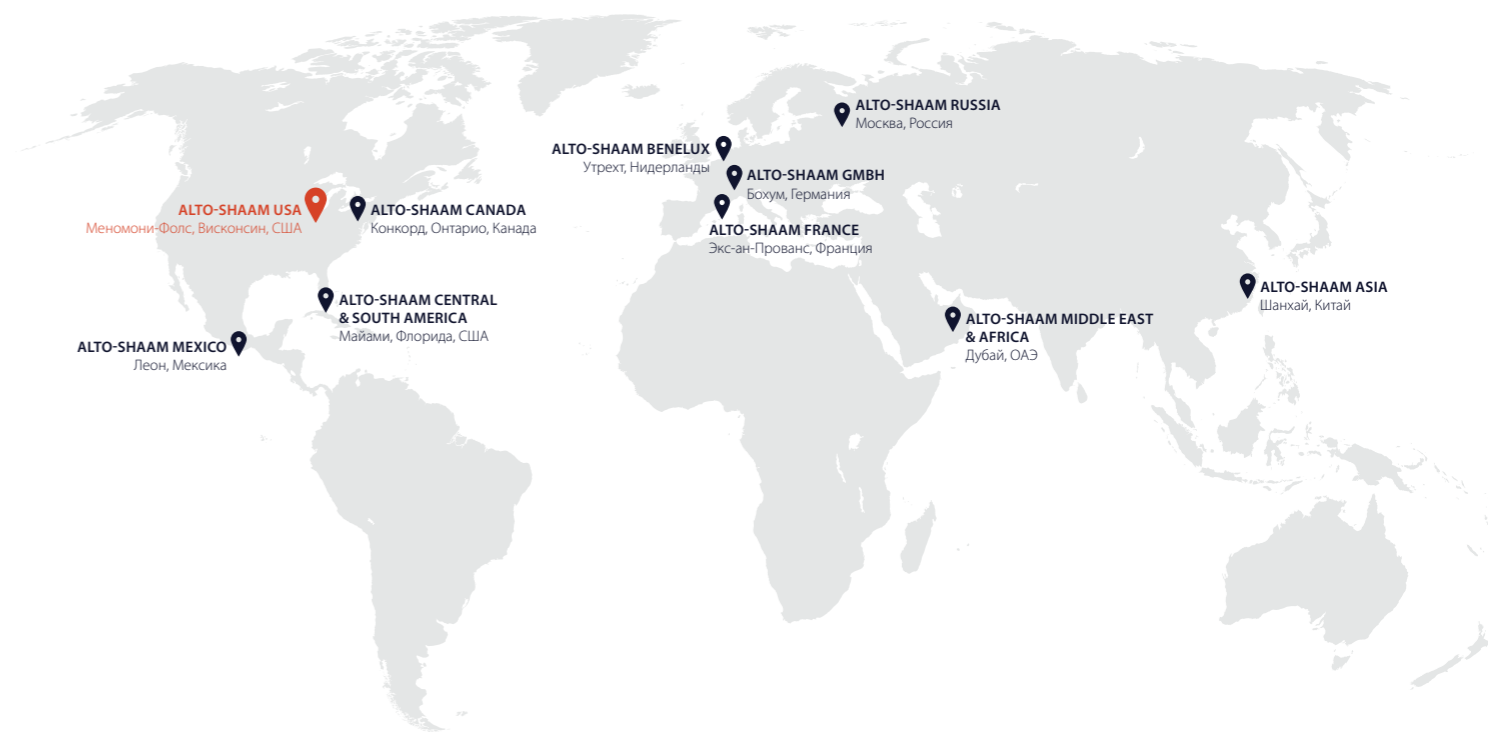 ALTO-SHAAM RUSSIA
Москва, Россия
ALTO-SHAAM BENELUX
Утрехт, Нидерланды
ALTO-SHAAM GMBH
Бохум, Германия
ALTO-SHAAM USA
Меномони-Фолс, Висконсин, США
ALTO-SHAAM CANADA
Конкорд, Онтарио, Канада
ALTO-SHAAM FRANCE
Экс-ан-Прованс, Франция
ALTO-SHAAM CENTRAL
& SOUTH AMERICA
Майами, Флорида, США
ALTO-SHAAM ASIA
Шанхай, Китай
ALTO-SHAAM MIDDLE EAST
& AFRICA
Дубай, ОАЭ
ALTO-SHAAM MEXICO
Леон, Мексика